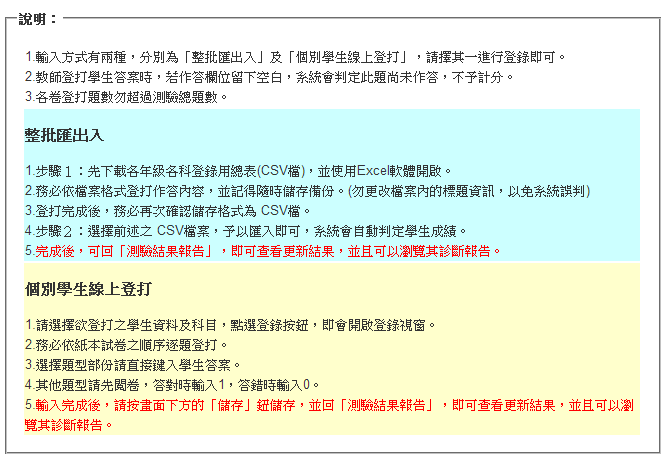 說明：
1.輸入方式有兩種，分別為「整批匯出入」及「個別學生線上登打」，請擇其一進行登錄即可。
2.教師登打學生答案時，若作答欄位留下空白，系統會判定此題尚未作答，不予計分。
3.各卷登打題數勿超過測驗總題數。
整批匯出入
1.步驟１：先下載各年級各科登錄用總表(CSV檔)，並使用Excel軟體開啟。
2.務必依檔案格式登打作答內容，並記得隨時儲存備份。(勿更改檔案內的標題資訊，以免系統誤判)
3.登打完成後，務必再次確認儲存格式為 CSV檔。
4.步驟２：選擇前述之 CSV檔案，予以匯入即可，系統會自動判定學生成績。
5.完成後，可回「測驗結果報告」，即可查看更新結果，並且可以瀏覽其診斷報告。
個別學生線上登打
1.請選擇欲登打之學生資料及科目，點選登錄按鈕，即會開啟登錄視窗。
2.務必依紙本試卷之順序逐題登打。
3.選擇題型部份請直接鍵入學生答案。
4.其他題型請先閱卷，答對時輸入1，答錯時輸入0。
5.輸入完成後，請按畫面下方的「儲存」鈕儲存，並回「測驗結果報告」，即可查看更新結果，並且可以瀏
覽其診斷報告。